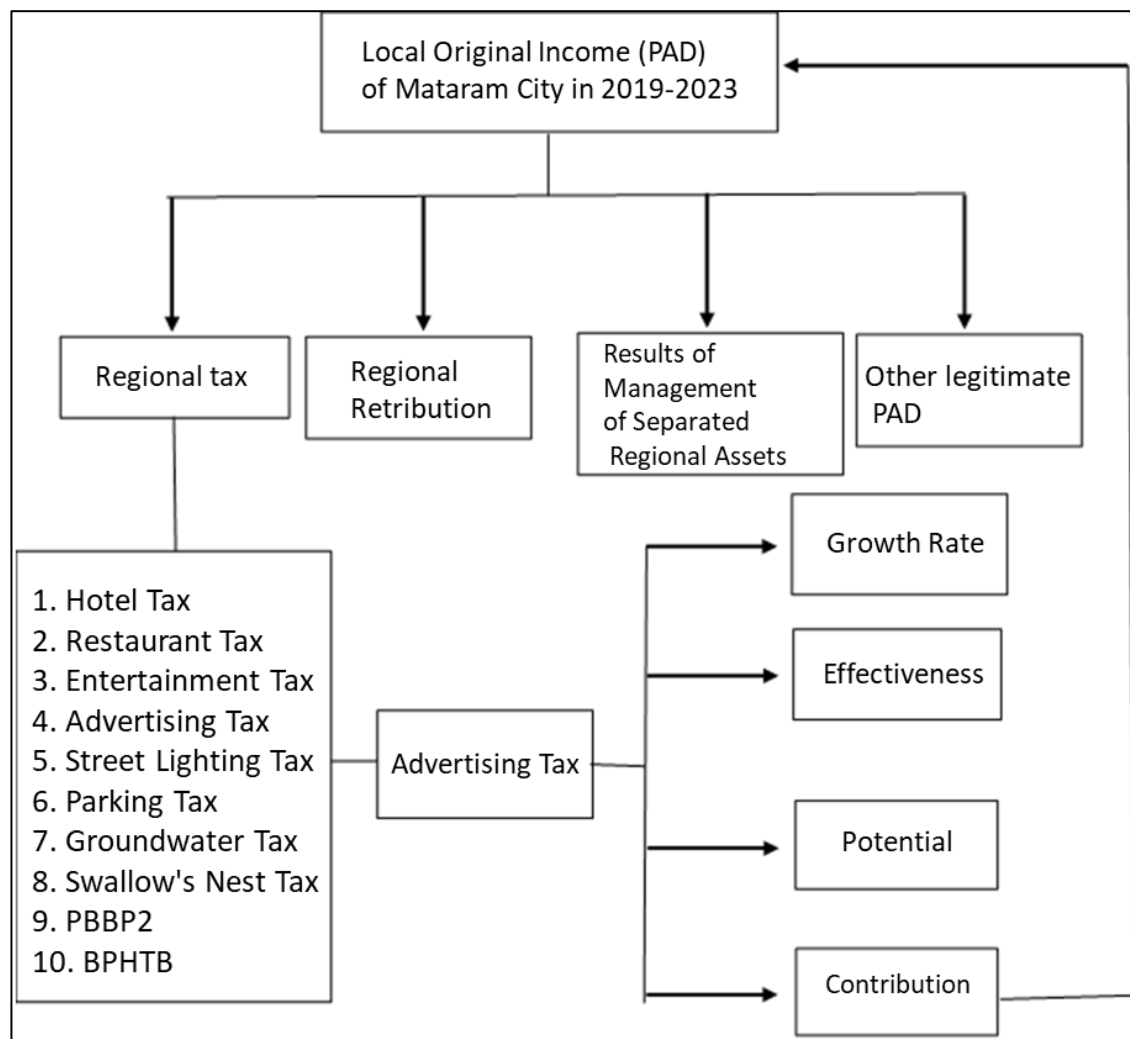 Local Original Income (PAD)
of Mataram City in 2019-2023
Regional tax
Regional
Retribution
Results of
Management
of Separated
Regional Assets
Other legitimate
PAD
1. Hotel Tax
2. Restaurant Tax
3. Entertainment Tax
4. Advertising Tax
5. Street Lighting Tax
6. Parking Tax
7. Groundwater Tax
8. Swallow's Nest Tax
9. PBBP2
10. BPHTB
Advertising Tax
Growth Rate
Effectiveness
Potential
Contribution